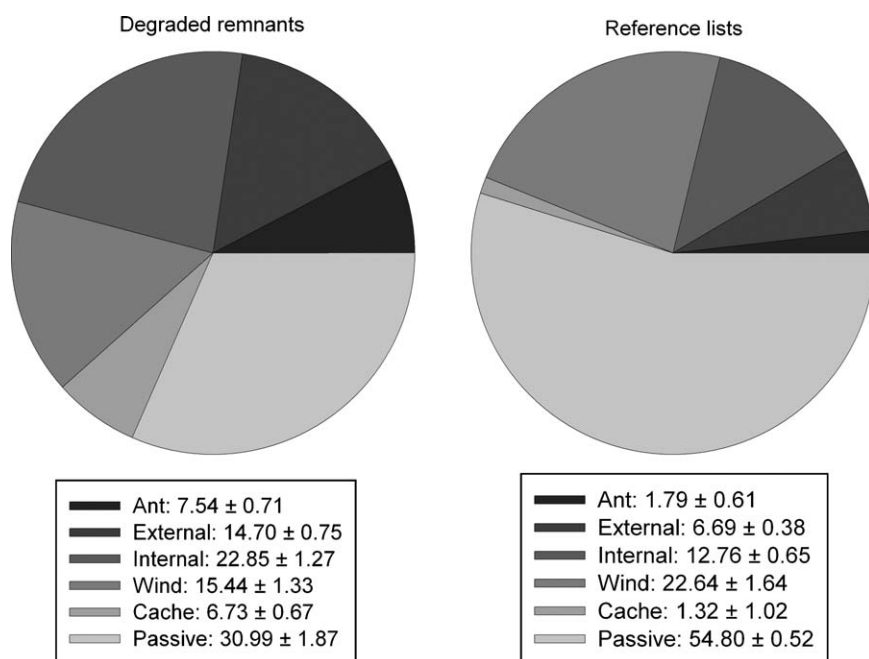 Degraded remnants
Ant: 7.54 ± 0.71
External: 14.70 ± 0.75
Internal: 22.85 ± 1.27
Wind: 15.44 ± 1.33
Cache: 6.73 ± 0.67
Passive: 30.99 ± 1.87
Reference lists
Ant: 1.79 ± 0.61
External: 6.69 ± 0.38
Internal: 12.76 ± 0.65
Wind: 22.64 ± 1.64
Cache: 1.32 ± 1.02
Passive: 54.80 ± 0.52